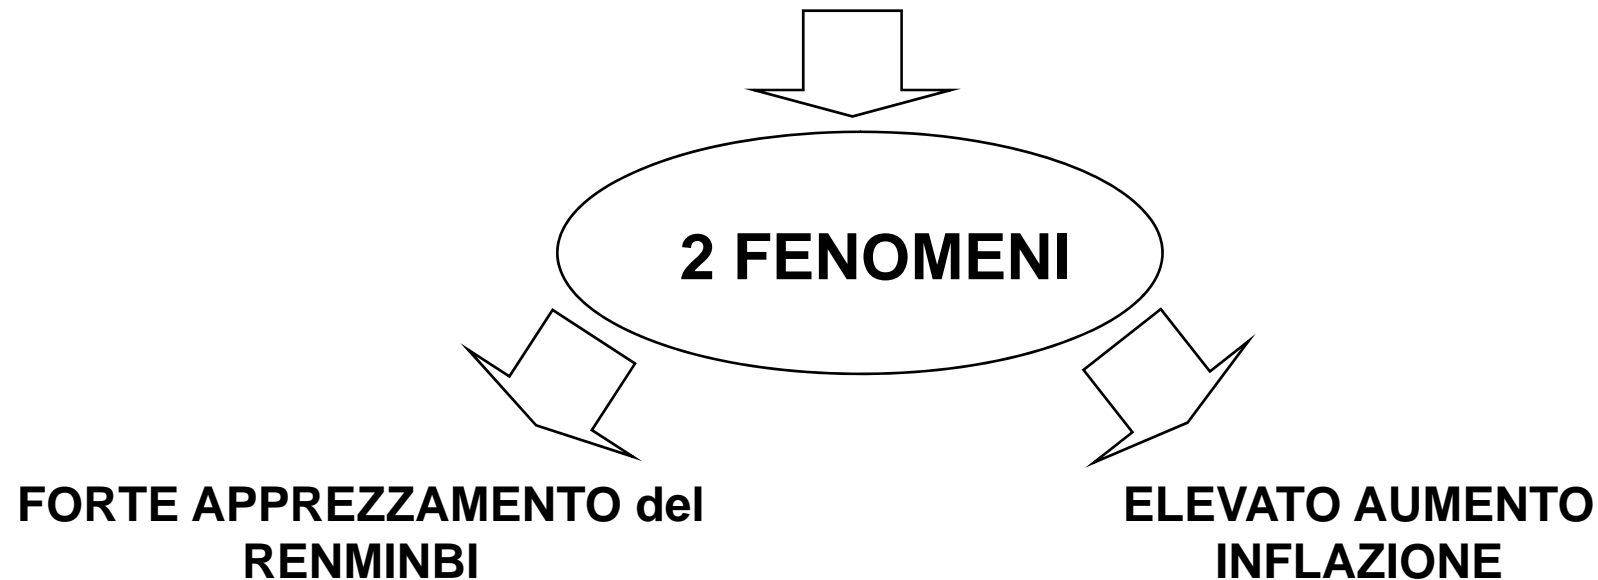 2 FENOMENI
FORTE APPREZZAMENTO del
RENMINBI
ELEVATO AUMENTO
INFLAZIONE